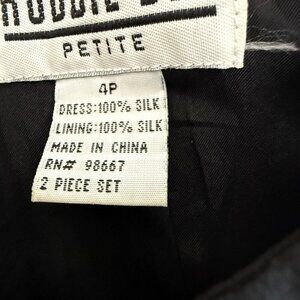 PETITE
4P
DRESS:100% SILK
LINING:100% SILK
MADE IN CHINA
RN# 98667
2 PIECE SET